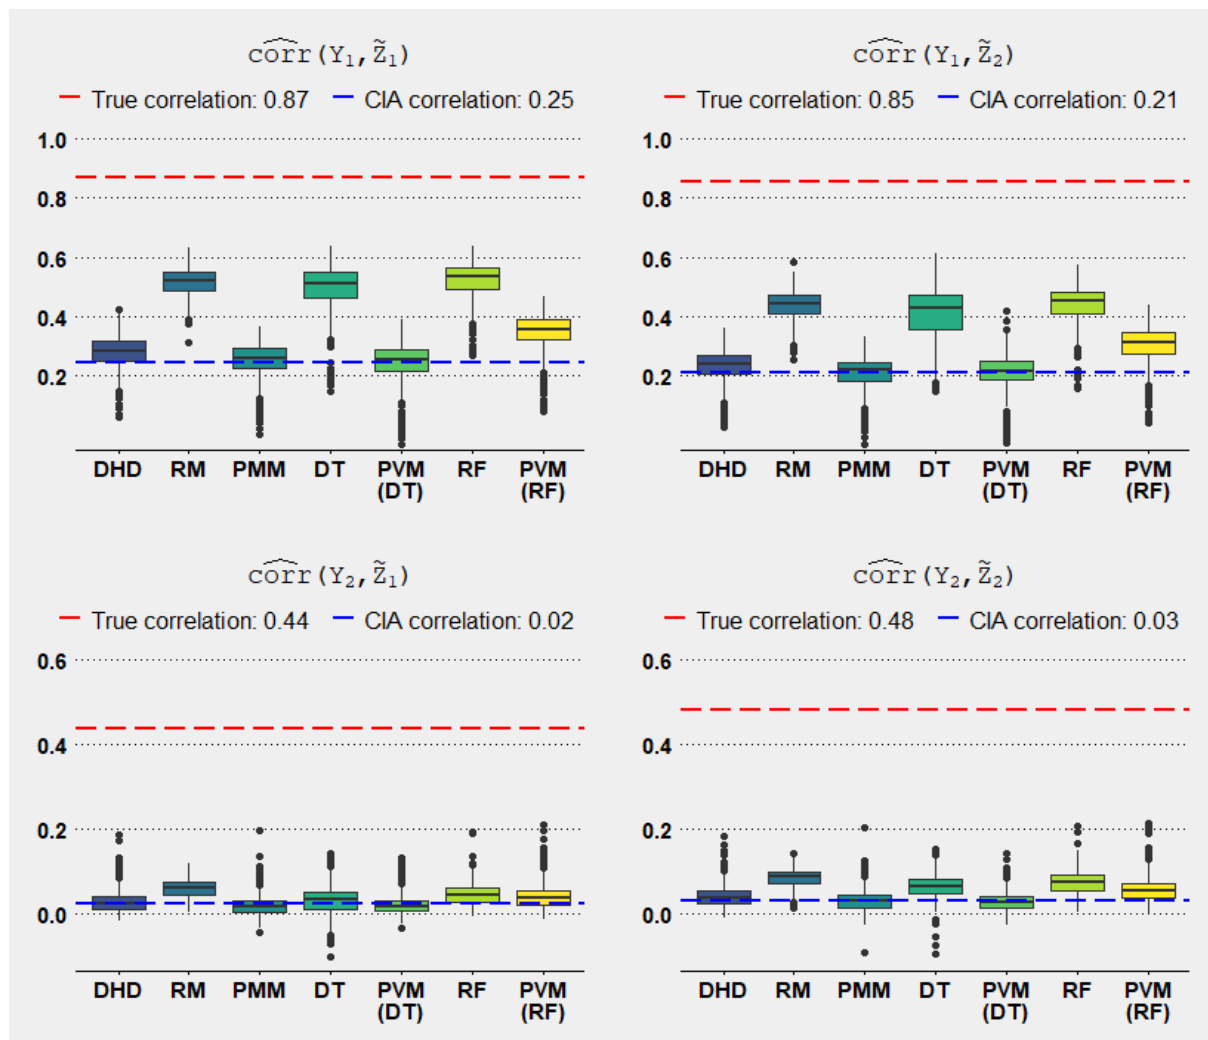 corr(Y₁,Z̃₁)
True correlation: 0.87 CIA correlation: 0.25
1.0
0.8
0.6
0.4
0.2
DHD RM PMM DT PVM (DT) RF PVM (RF)
corr(Y₁,Z̃₂)
True correlation: 0.85 CIA correlation: 0.21
1.0
0.8
0.6
0.4
0.2
DHD RM PMM DT PVM (DT) RF PVM (RF)
corr(Y₂,Z̃₁)
True correlation: 0.44 CIA correlation: 0.02
0.6
0.4
0.2
0.0
DHD RM PMM DT PVM (DT) RF PVM (RF)
corr(Y₂,Z̃₂)
True correlation: 0.48 CIA correlation: 0.03
0.6
0.4
0.2
0.0
DHD RM PMM DT PVM (DT) RF PVM (RF)